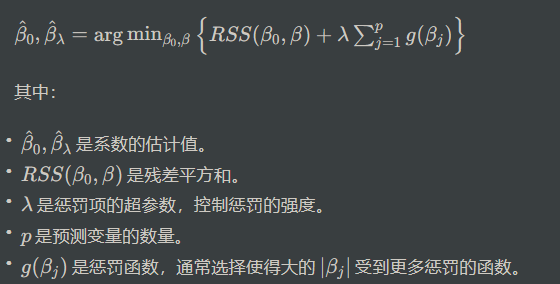 $\hat{\beta}_0, \hat{\beta}_\lambda = \arg\min_{\beta_0, \beta} \left\{ RSS(\beta_0, \beta) + \lambda \sum_{j=1}^{p} g(\beta_j) \right\}$
其中：
• $\hat{\beta}_0, \hat{\beta}_\lambda$ 是系数的估计值。
• $RSS(\beta_0, \beta)$ 是残差平方和。
• $\lambda$ 是惩罚项的超参数，控制惩罚的强度。
• $p$ 是预测变量的数量。
• $g(\beta_j)$ 是惩罚函数，通常选择使得大的 $|\beta_j|$ 受到更多惩罚的函数。